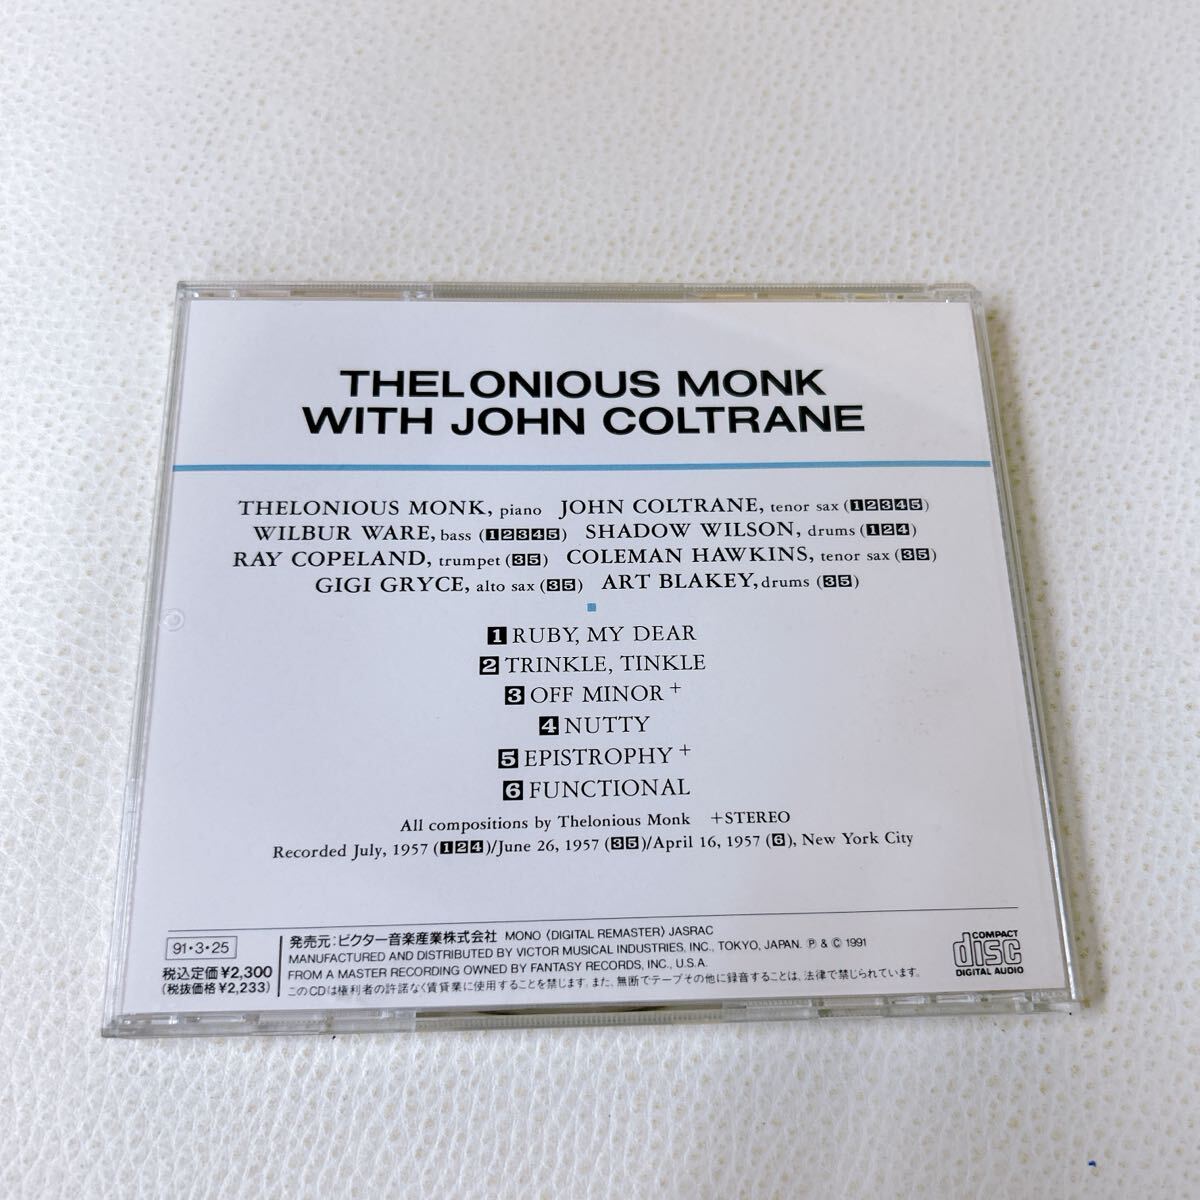 THELONIOUS MONK
WITH JOHN COLTRANE
THELONIOUS MONK, piano JOHN COLTRANE, tenor sax (12345)
WILBUR WARE, bass (12345) SHADOW WILSON, drums (124)
RAY COPELAND, trumpet (35) COLEMAN HAWKINS, tenor sax (35)
GIGI GRYCE, alto sax (35) ART BLAKEY, drums (35)
1 RUBY, MY DEAR
2 TRINKLE, TINKLE
3 OFF MINOR +
4 NUTTY
5 EPISTROPHY +
6 FUNCTIONAL
All compositions by Thelonious Monk +STEREO
Recorded July, 1957 (124)/June 26, 1957 (35)/April 16, 1957 (6), New York City
91・3・25
税込定価¥2,300
(税抜価格¥2,233)
発売元:ビクター音楽産業株式会社 MONO 〈DIGITAL REMASTER〉 JASRAC
MANUFACTURED AND DISTRIBUTED BY VICTOR MUSICAL INDUSTRIES, INC., TOKYO, JAPAN. Ⓟ & © 1991
FROM A MASTER RECORDING OWNED BY FANTASY RECORDS, INC., U.S.A.
このCDは権利者の許諾なく賃貸業に使用することを禁じます。また、無断でテープその他に録音することは、法律で禁じられています。
COMPACT
disc
DIGITAL AUDIO